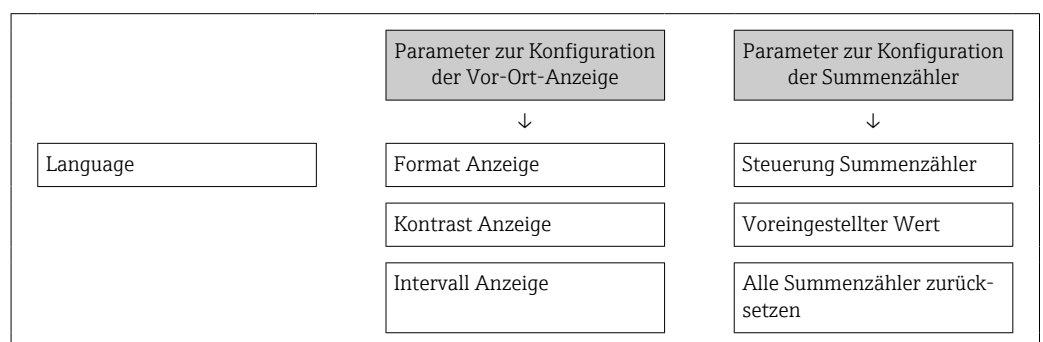 Parameter zur Konfiguration
der Vor-Ort-Anzeige
Parameter zur Konfiguration
der Summenzähler
↓
↓
Language
Format Anzeige
Steuerung Summenzähler
Kontrast Anzeige
Voreingestellter Wert
Intervall Anzeige
Alle Summenzähler zurück-
setzen